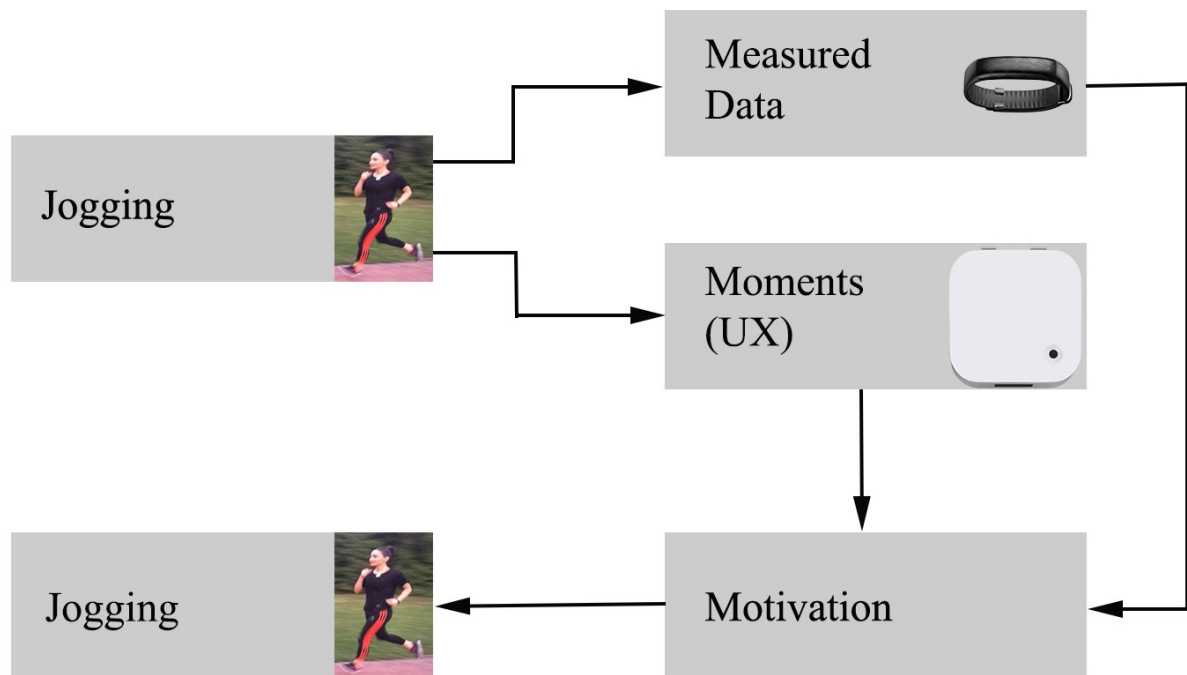 Measured
Data
Jogging
Moments
(UX)
Jogging
Motivation